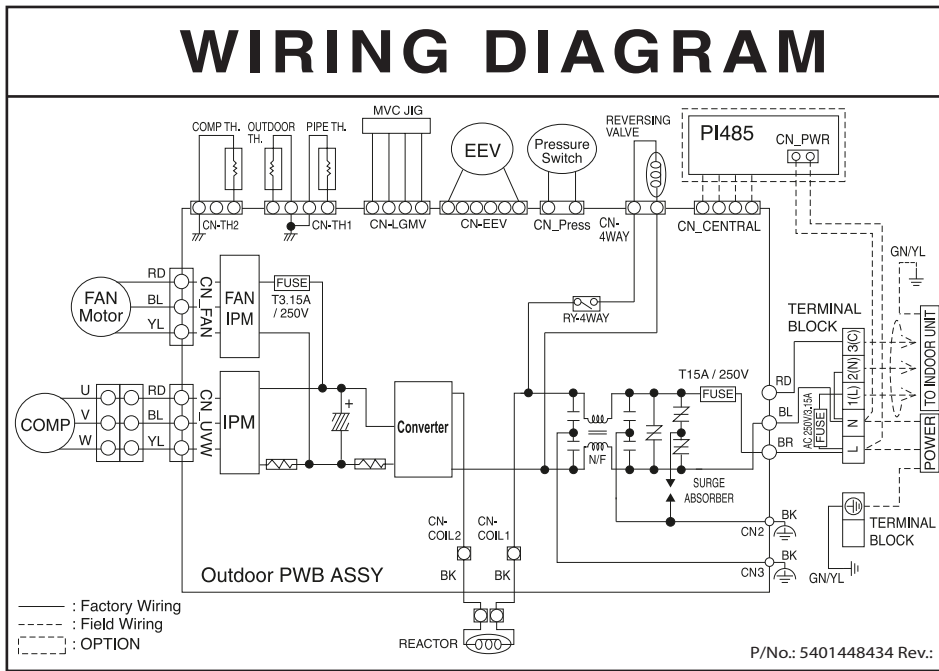 WIRING DIAGRAM
COMP TH.
OUTDOOR
TH.
PIPE TH.
MVC JIG
EEV
Pressure
Switch
REVERSING
VALVE
PI485
CN_PWR
CN-TH2
CN-TH1
CN-LGMV
CN-EEV
CN_Press
CN-
4WAY
CN_CENTRAL
GN/YL
FAN
Motor
RD
BL
YL
CN_FAN
FAN
IPM
FUSE
T3.15A
/ 250V
RY-4WAY
TERMINAL
BLOCK
3(C)
2(N)
1(L)
N
L
TO INDOOR UNIT
POWER
AC 250V/3.15A
FUSE
COMP
U
V
W
RD
BL
YL
CN_UVW
IPM
+
Converter
T15A / 250V
FUSE
RD
BL
BR
N/F
SURGE
ABSORBER
CN-
COIL2
CN-
COIL1
BK
BK
CN2
BK
CN3
BK
TERMINAL
BLOCK
GN/YL
Outdoor PWB ASSY
REACTOR
: Factory Wiring
: Field Wiring
: OPTION
P/No.: 5401448434 Rev.: